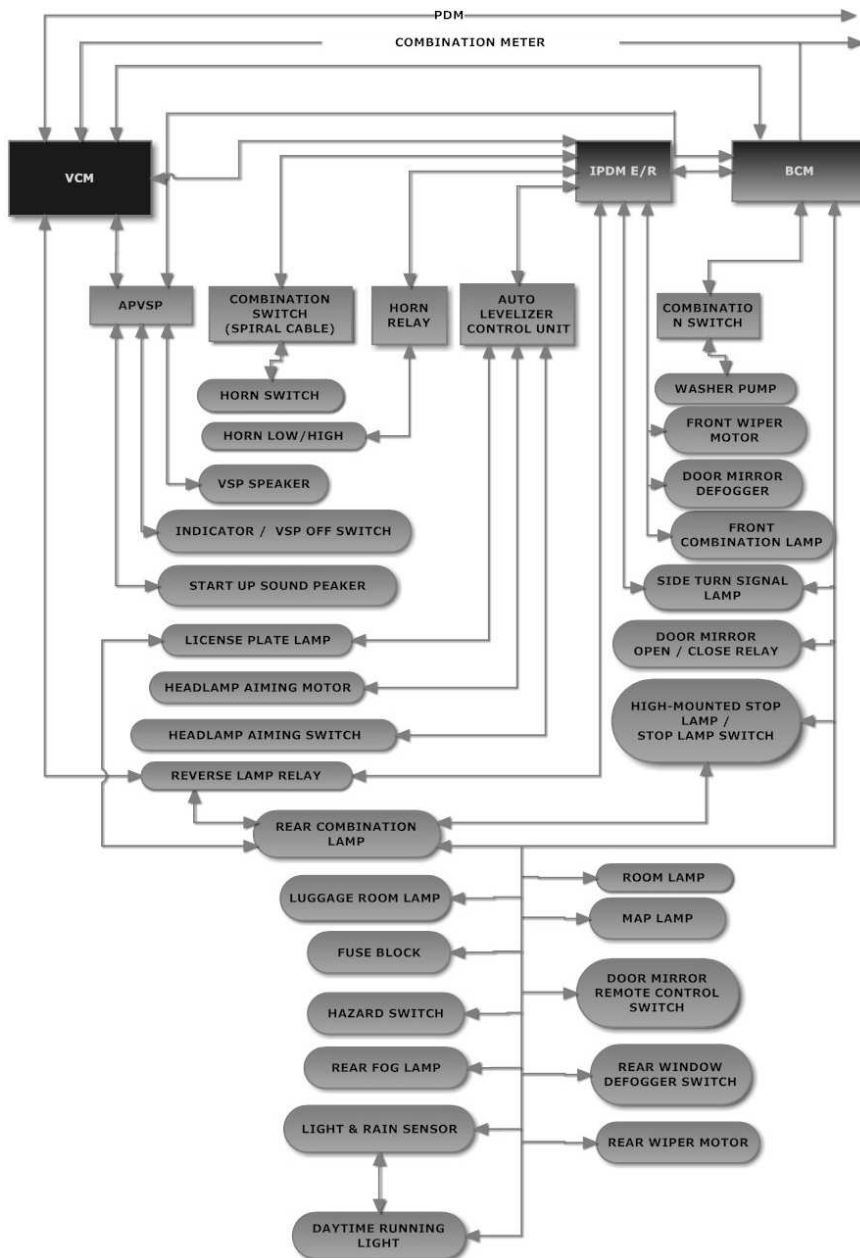 PDM
COMBINATION METER
VCM
IPDM E/R
BCM
APVSP
COMBINATION
SWITCH
(SPIRAL CABLE)
HORN
RELAY
AUTO
LEVELIZER
CONTROL UNIT
COMBINATIO
N SWITCH
HORN SWITCH
WASHER PUMP
HORN LOW/HIGH
FRONT WIPER
MOTOR
VSP SPEAKER
DOOR MIRROR
DEFOGGER
INDICATOR / VSP OFF SWITCH
FRONT
COMBINATION LAMP
START UP SOUND PEAKER
SIDE TURN SIGNAL
LAMP
LICENSE PLATE LAMP
DOOR MIRROR
OPEN / CLOSE RELAY
HEADLAMP AIMING MOTOR
HIGH-MOUNTED STOP
LAMP /
STOP LAMP SWITCH
HEADLAMP AIMING SWITCH
REVERSE LAMP RELAY
REAR COMBINATION
LAMP
ROOM LAMP
LUGGAGE ROOM LAMP
MAP LAMP
FUSE BLOCK
DOOR MIRROR
REMOTE CONTROL
SWITCH
HAZARD SWITCH
REAR FOG LAMP
REAR WINDOW
DEFOGGER SWITCH
LIGHT & RAIN SENSOR
REAR WIPER MOTOR
DAYTIME RUNNING
LIGHT